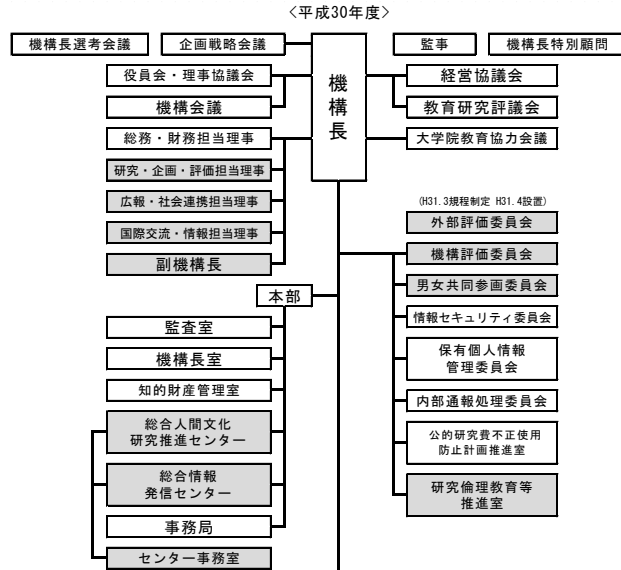 <平成30年度>
機構長選考会議
企画戦略会議
機構長
監事
機構長特別顧問
役員会・理事協議会
機構会議
経営協議会
教育研究評議会
総務・財務担当理事
大学院教育協力会議
研究・企画・評価担当理事
広報・社会連携担当理事
国際交流・情報担当理事
副機構長
(H31.3規程制定 H31.4設置)
外部評価委員会
機構評価委員会
男女共同参画委員会
情報セキュリティ委員会
保有個人情報
管理委員会
内部通報処理委員会
公的研究費不正使用
防止計画推進室
研究倫理教育等
推進室
本部
監査室
機構長室
知的財産管理室
総合人間文化
研究推進センター
総合情報
発信センター
事務局
センター事務室